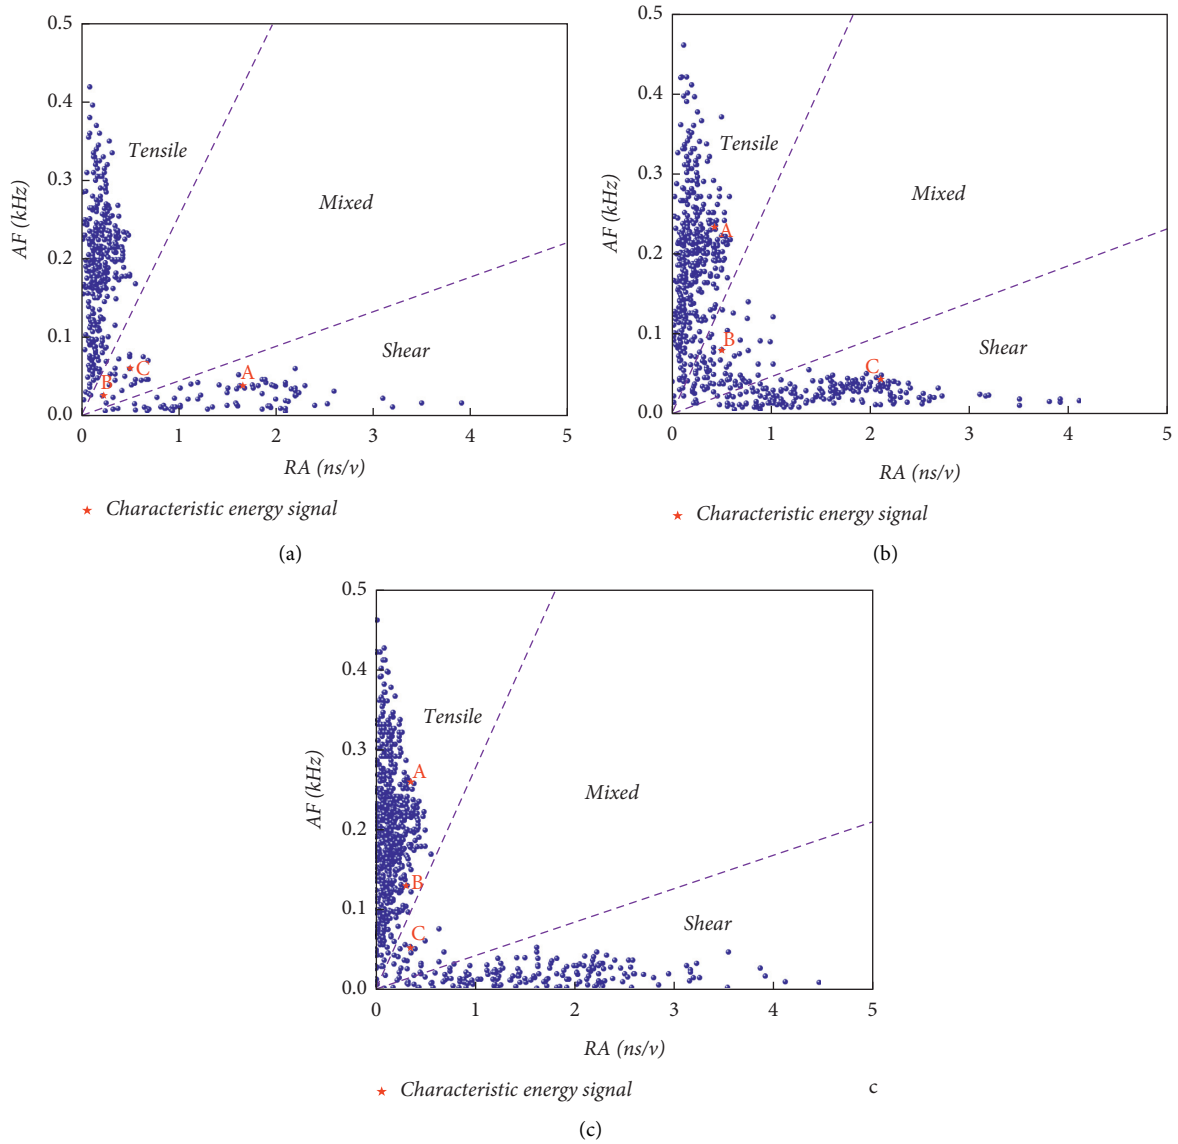 0.5
0.4
0.3
0.2
0.1
0.0
AF (kHz)
Tensile
Mixed
Shear
A
B
C
0 1 2 3 4 5
RA (ns/v)
★ Characteristic energy signal
(a)
0.5
0.4
0.3
0.2
0.1
0.0
AF (kHz)
Tensile
Mixed
Shear
A
B
C
0 1 2 3 4 5
RA (ns/v)
★ Characteristic energy signal
(b)
0.5
0.4
0.3
0.2
0.1
0.0
AF (kHz)
Tensile
Mixed
Shear
A
B
C
0 1 2 3 4 5
RA (ns/v)
★ Characteristic energy signal
c
(c)